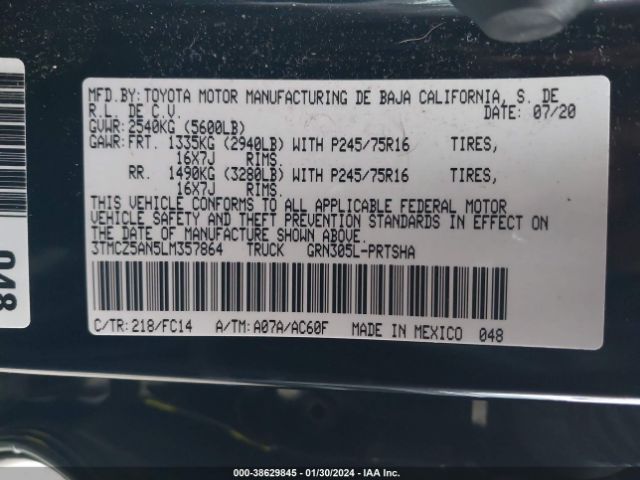 MFD.BY:TOYOTA MOTOR MANUFACTURING DE BAJA CALIFORNIA, S. DE
R.L. DE C.V. DATE: 07/20
GVWR:2540KG (5600LB)
GAWR:FRT. 1335KG (2940LB) WITH P245/75R16 TIRES,
16X7J RIMS.
RR. 1490KG (3280LB) WITH P245/75R16 TIRES,
16X7J RIMS.
THIS VEHICLE CONFORMS TO ALL APPLICABLE FEDERAL MOTOR
VEHICLE SAFETY AND THEFT PREVENTION STANDARDS IN EFFECT ON
THE DATE OF MANUFACTURE SHOWN ABOVE.
3TMCZ5AN5LM357864 TRUCK GRN305L-PRTSHA
C/TR:218/FC14 A/TM:A07A/AC60F MADE IN MEXICO 048
048
000-38629845 - 01/30/2024 - IAA Inc.